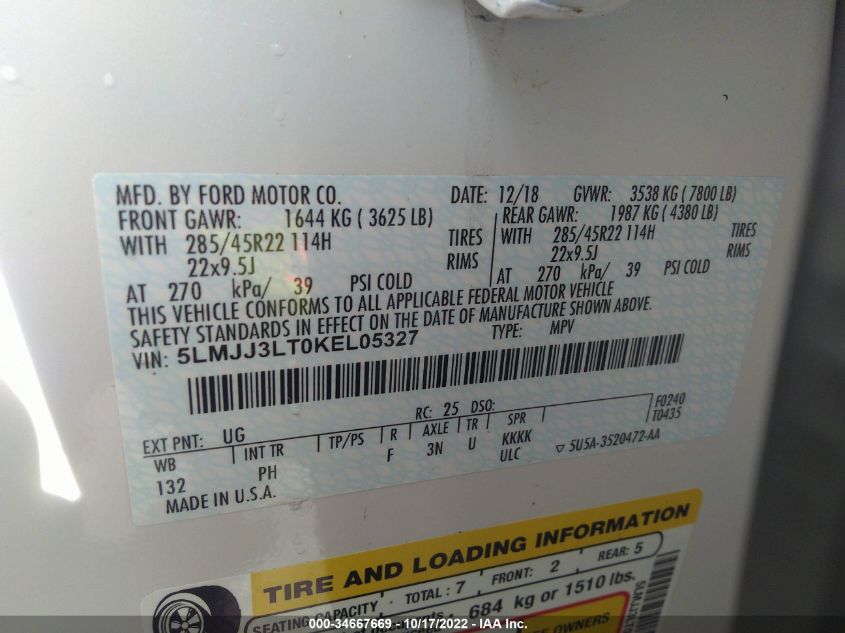 MFD. BY FORD MOTOR CO. DATE: 12/18 GVWR: 3538 KG ( 7800 LB)
FRONT GAWR: 1644 KG ( 3625 LB) REAR GAWR: 1987 KG ( 4380 LB)
WITH 285/45R22 114H TIRES WITH 285/45R22 114H TIRES
22x9.5J RIMS 22x9.5J RIMS
AT 270 kPa/ 39 PSI COLD AT 270 kPa/ 39 PSI COLD
THIS VEHICLE CONFORMS TO ALL APPLICABLE FEDERAL MOTOR VEHICLE
SAFETY STANDARDS IN EFFECT ON THE DATE OF MANUFACTURE SHOWN ABOVE.
VIN: 5LMJJ3LT0KEL05327 TYPE: MPV
EXT PNT: UG RC: 25 DSO: F0240
T0435
WB INT TR TP/PS R AXLE TR SPR
132 PH F 3N U KKKK
ULC
▽ 5U5A-3520472-AA
MADE IN U.S.A.
TIRE AND LOADING INFORMATION
SEATING CAPACITY TOTAL: 7 FRONT: 2 REAR: 5
684 kg or 1510 lbs.
OWNERS
000-34667669 - 10/17/2022 - IAA Inc.